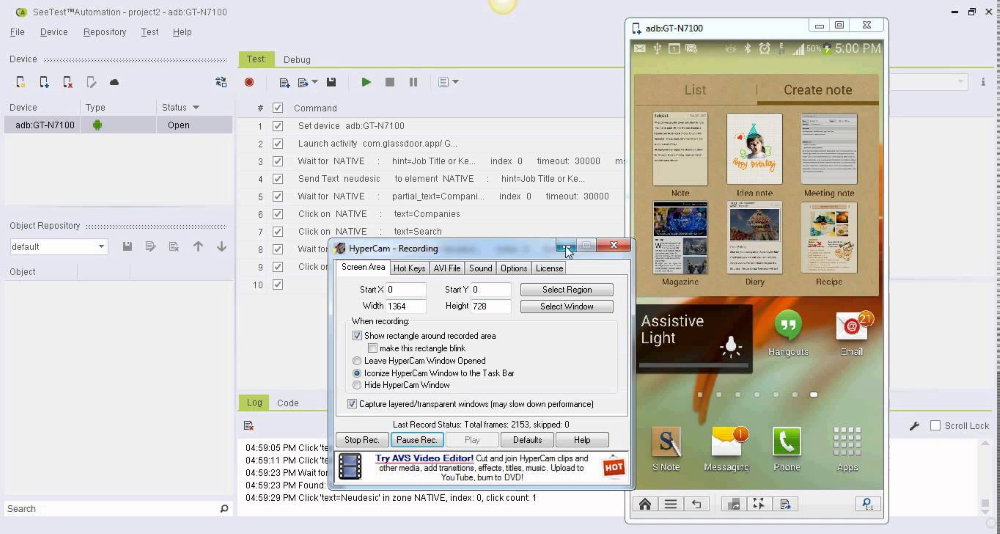 SeeTest™Automation - project2 - adb:GT-N7100
File Device Repository Test Help
Device
Device Type Status
adb:GT-N7100 Open
Object Repository
default
Object
Search
Test Debug
# Command
1 Set device adb:GT-N7100
2 Launch activity com.glassdoor.app/.G...
3 Wait for NATIVE : hint=Job Title or Ke... index 0 timeout: 30000 ms
4 Send Text neudesic to element NATIVE : hint=Job Title or Ke...
5 Wait for NATIVE : partial_text=Compani... index 0 timeout: 30000
6 Click on NATIVE : text=Companies
7 Click on NATIVE : text=Search
8 Wait for
9 Click on
10
HyperCam - Recording
Screen Area Hot Keys AVI File Sound Options License
Start X 0 Start Y 0 Select Region
Width 1364 Height 728 Select Window
When recording:
Show rectangle around recorded area
make this rectangle blink
Leave HyperCam Window Opened
Iconize HyperCam Window to the Task Bar
Hide HyperCam Window
Capture layered/transparent windows (may slow down performance)
Last Record Status: Total frames: 2153, skipped: 0
Stop Rec. Pause Rec. Play Defaults Help
Try AVS Video Editor! Cut and join HyperCam clips and
other media, add transitions, effects, titles, music. Upload to
YouTube, burn to DVD!
HOT
Log Code
Scroll Lock
04:59:05 PM Click 't
04:59:11 PM Click 't
04:59:23 PM Wait for
04:59:23 PM Found:
04:59:29 PM Click 'text=Neudesic' in zone NATIVE, index: 0, click count: 1
adb:GT-N7100
50% 5:00 PM
List Create note
Note Idea note Meeting note
Magazine Diary Recipe
Assistive
Light
21
Hangouts Email
1
S Note Messaging Phone Apps